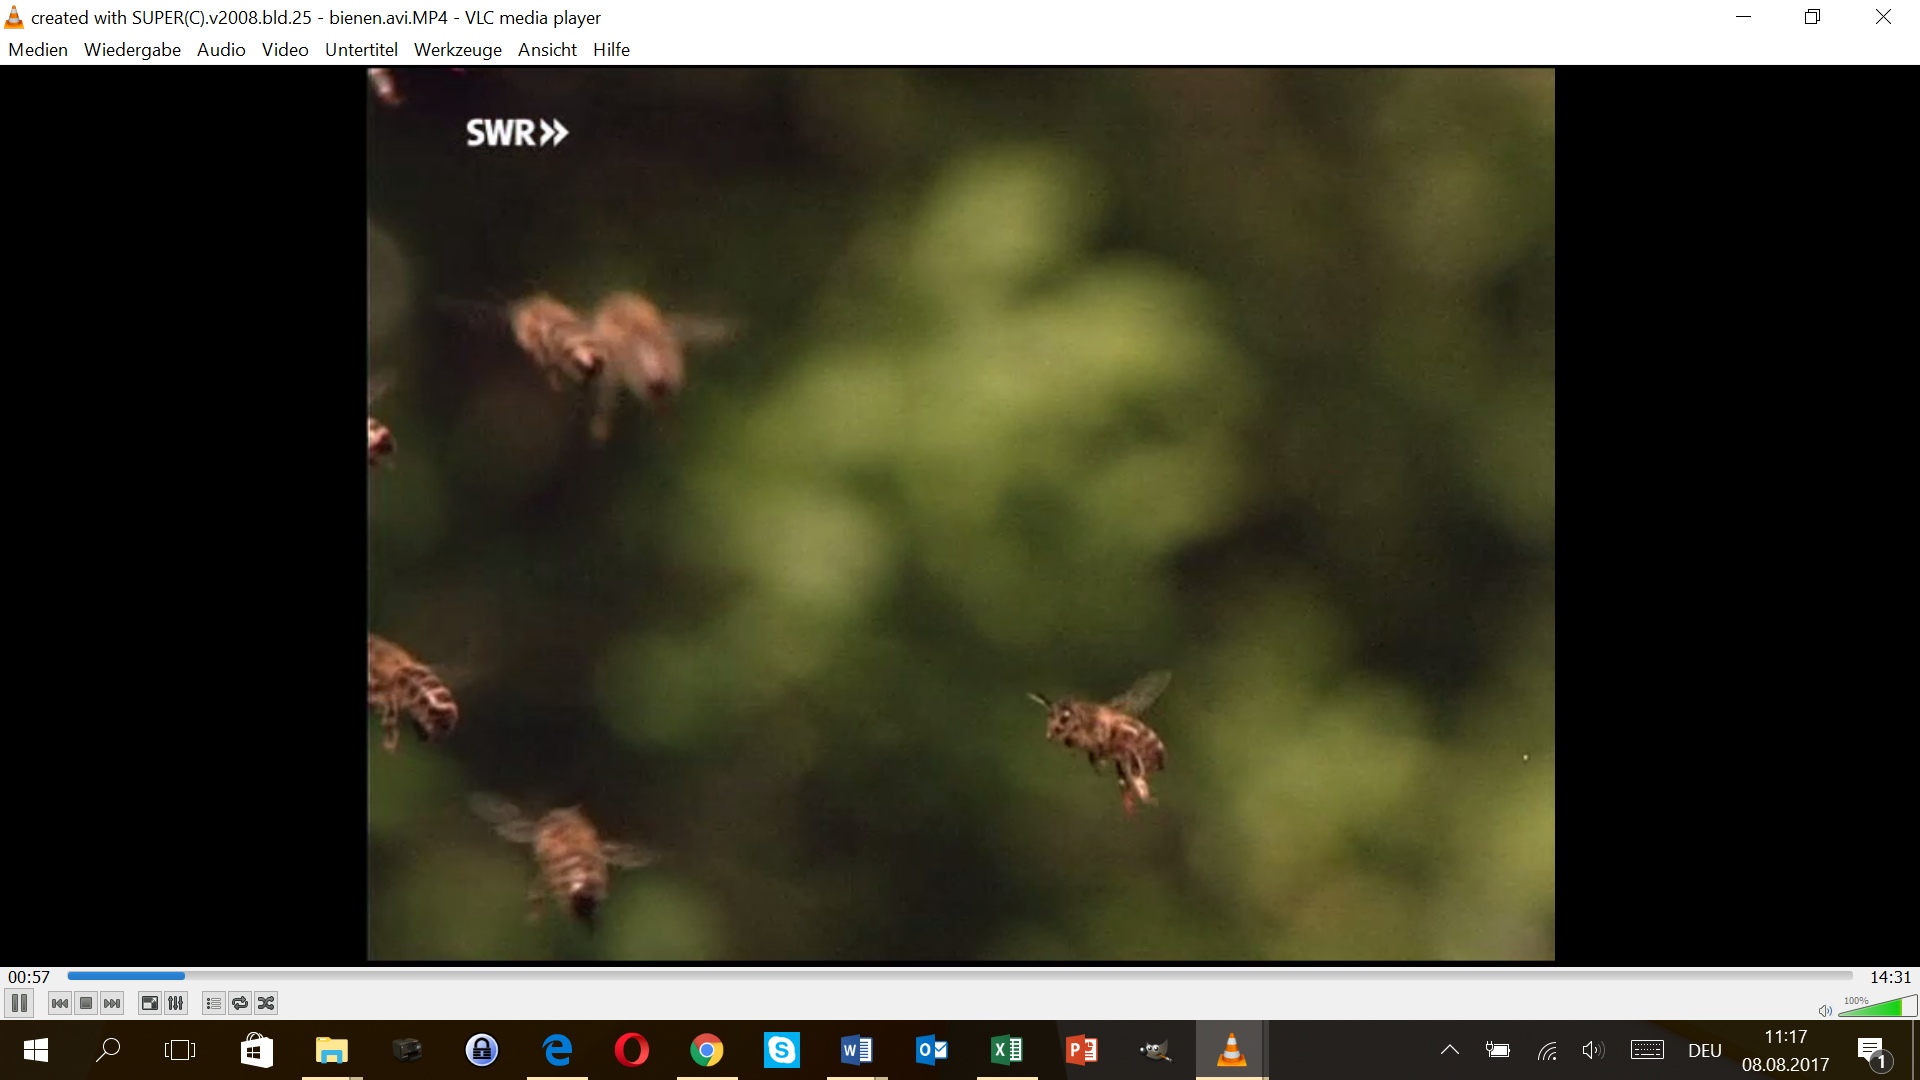 created with SUPER(C).v2008.bld.25 - bienen.avi.MP4 - VLC media player
Medien Wiedergabe Audio Video Untertitel Werkzeuge Ansicht Hilfe
SWR»
00:57 14:31
100%
DEU
11:17
08.08.2017
1